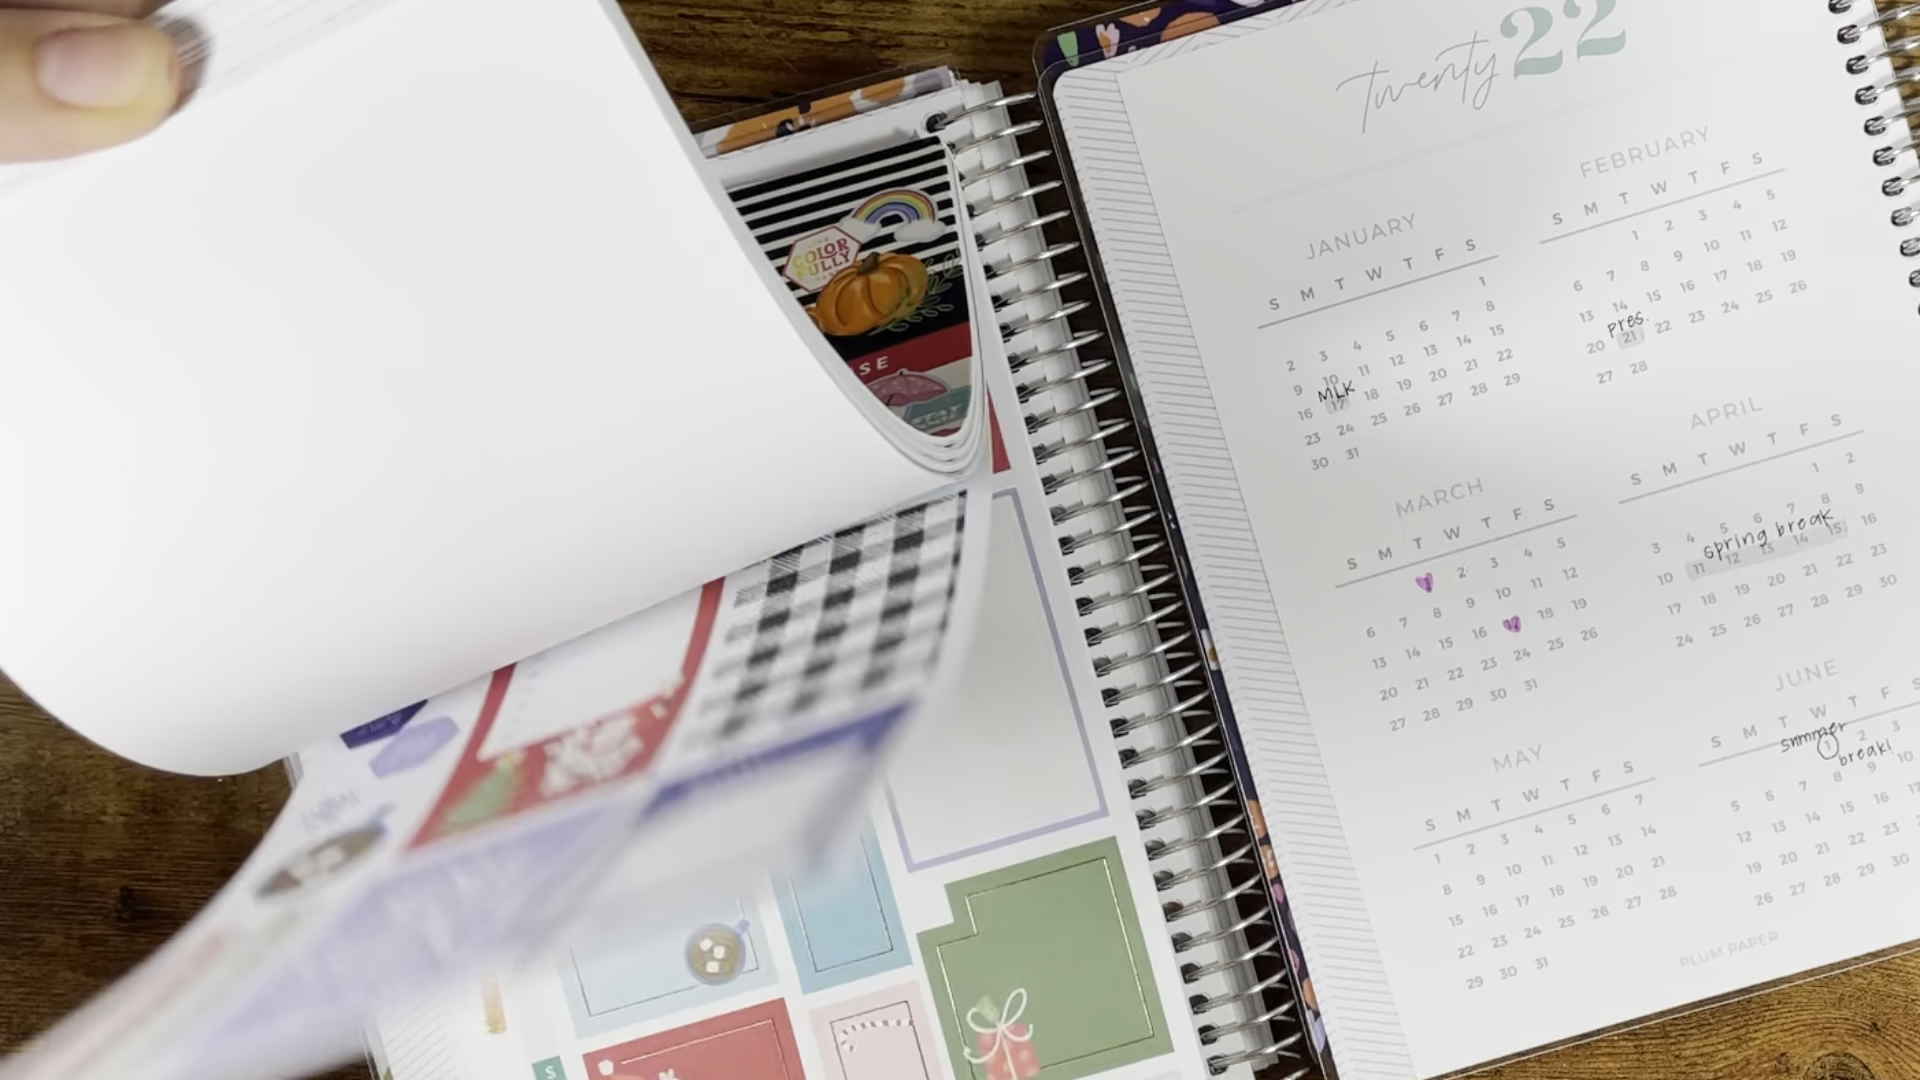 COLOR
FULLY
SE
STAY
S
twenty 22
JANUARY
S M T W T F S
1
2 3 4 5 6 7 8
9 10 11 12 13 14 15
MLK
16 17 18 19 20 21 22
23 24 25 26 27 28 29
30 31
FEBRUARY
S M T W T F S
1 2 3 4 5
6 7 8 9 10 11 12
13 14 15 16 17 18 19
Pres.
20 21 22 23 24 25 26
27 28
MARCH
S M T W T F S
1 2 3 4 5
6 7 8 9 10 11 12
13 14 15 16 17 18 19
20 21 22 23 24 25 26
27 28 29 30 31
APRIL
S M T W T F S
1 2
3 4 5 6 7 8 9
spring break
10 11 12 13 14 15 16
17 18 19 20 21 22 23
24 25 26 27 28 29 30
MAY
S M T W T F S
1 2 3 4 5 6 7
8 9 10 11 12 13 14
15 16 17 18 19 20 21
22 23 24 25 26 27 28
29 30 31
JUNE
S M T W T F S
summer
1 2 3
break!
5 6 7 8 9 10
12 13 14 15 16 17
19 20 21 22 23
26 27 28 29 30
PLUM PAPER